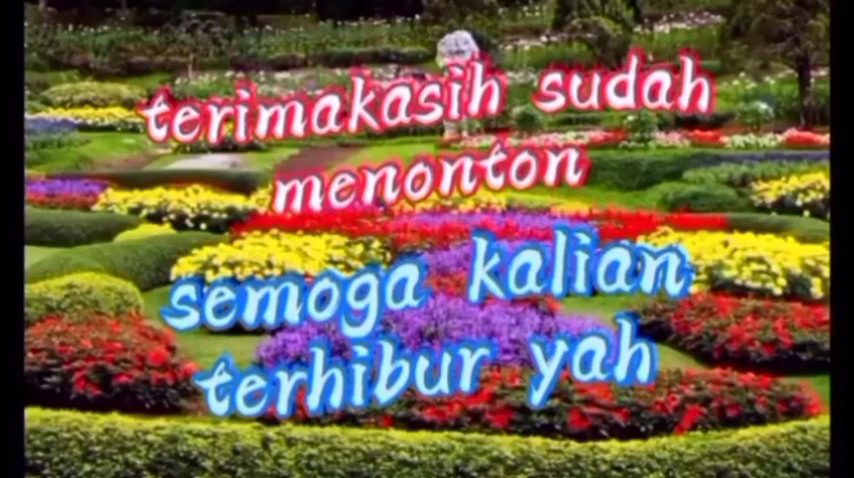 terimakasih sudah
menonton
semoga kalian
terhibur yah